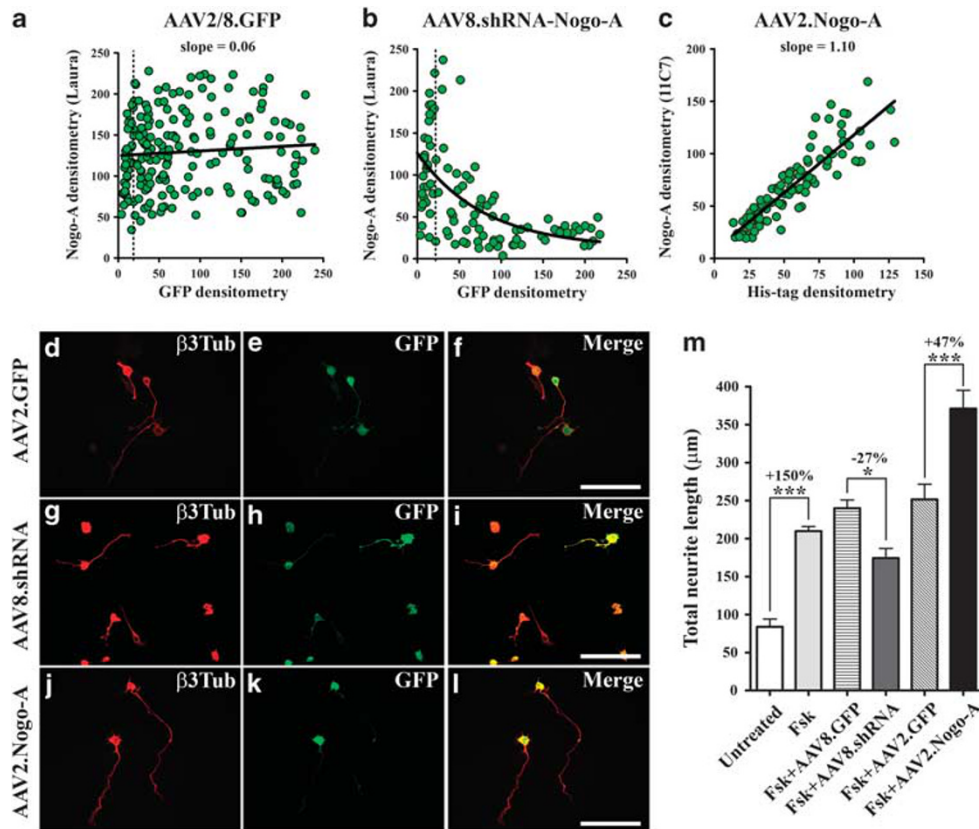 a
AAV2/8.GFP
slope = 0.06
Nogo-A densitometry (Laura)
250
200
150
100
50
0
0 50 100 150 200 250
GFP densitometry
b
AAV8.shRNA-Nogo-A
Nogo-A densitometry (Laura)
250
200
150
100
50
0
0 50 100 150 200 250
GFP densitometry
c
AAV2.Nogo-A
slope = 1.10
Nogo-A densitometry (11C7)
200
150
100
50
0
0 25 50 75 100 125 150
His-tag densitometry
AAV2.GFP
d β3Tub
e GFP
f Merge
AAV8.shRNA
g β3Tub
h GFP
i Merge
AAV2.Nogo-A
j β3Tub
k GFP
l Merge
m
Total neurite length (µm)
400
350
300
250
200
150
100
50
0
+150%
***
-27%
*
+47%
***
Untreated
Fsk
Fsk+AAV8.GFP
Fsk+AAV8.shRNA
Fsk+AAV2.GFP
Fsk+AAV2.Nogo-A